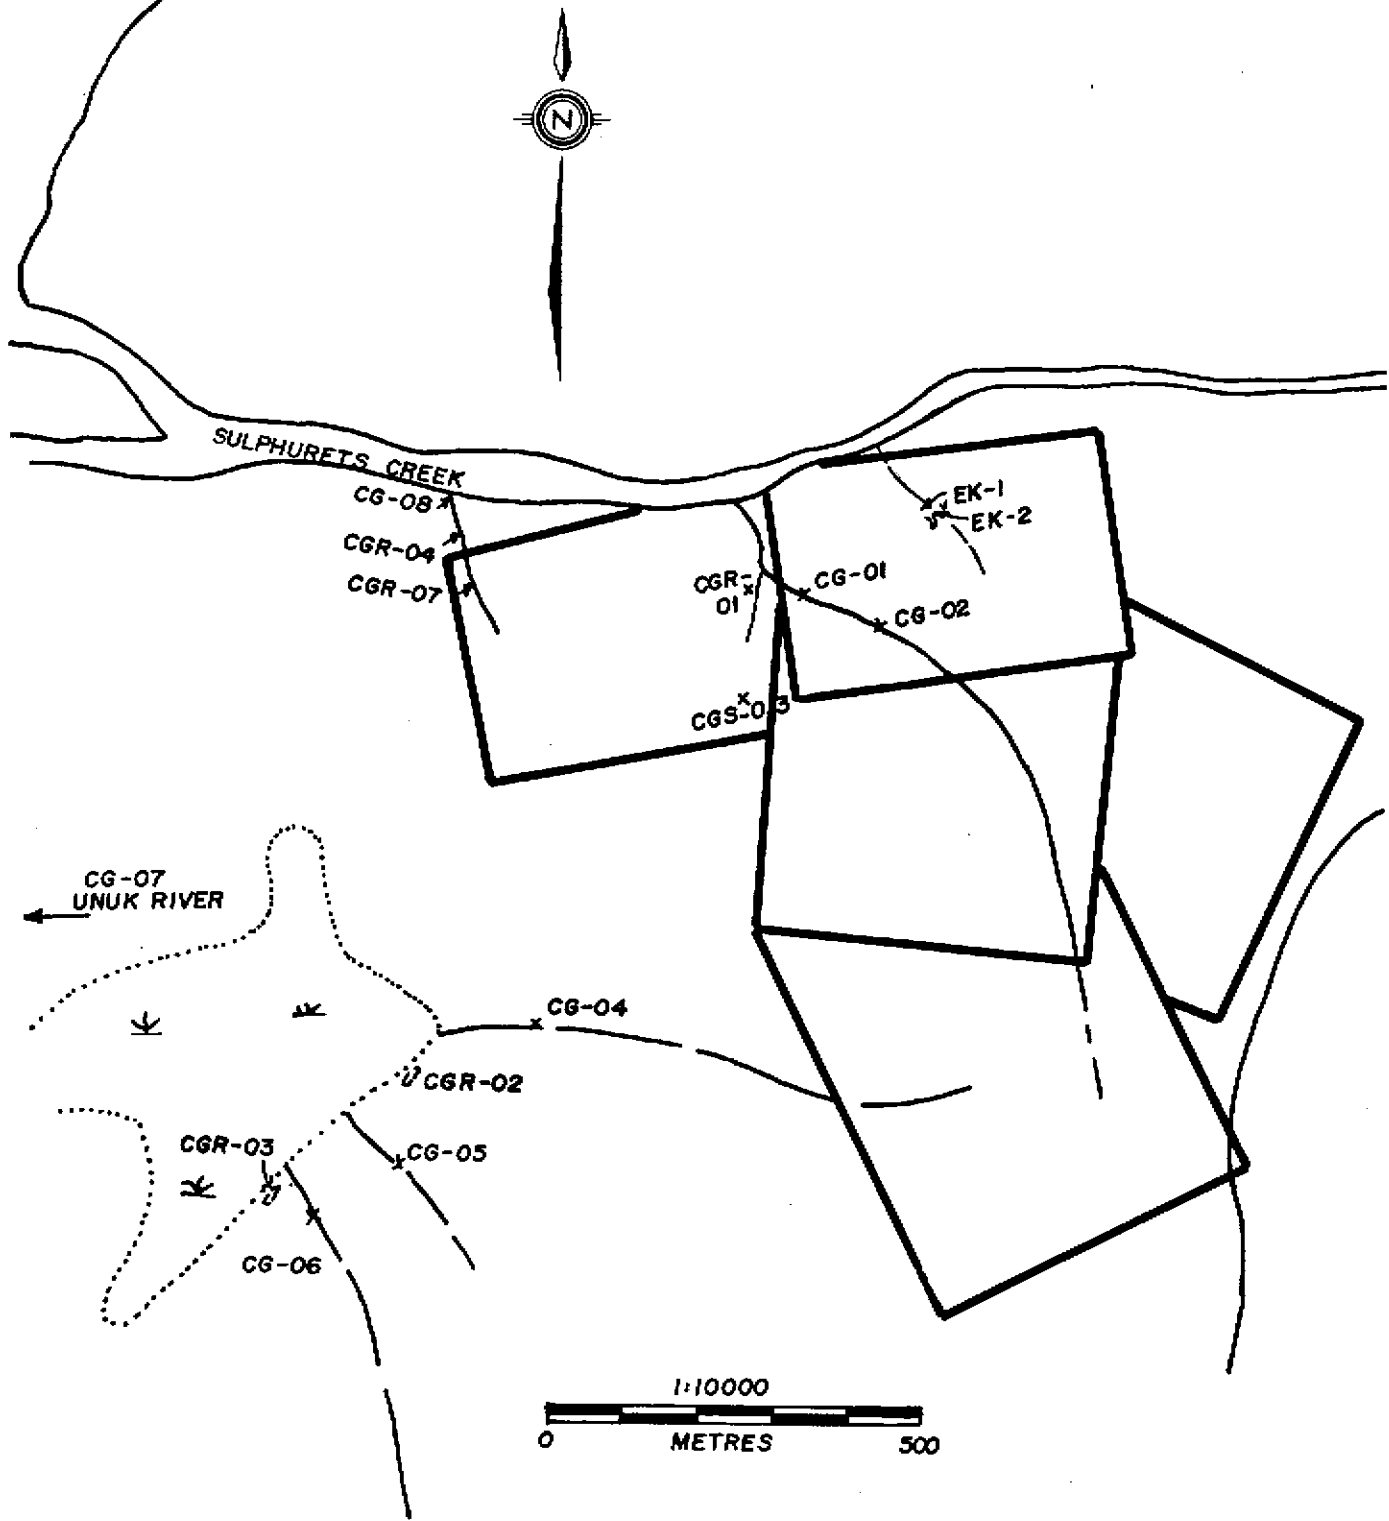 N
SULPHURETS CREEK
CG-08
EK-1
EK-2
CGR-04
CGR-07
CGR-
01
CG-01
CG-02
CGS-03
CG-07
UNUK RIVER
CG-04
CGR-02
CGR-03
CG-05
CG-06
1:10000
0
METRES
500